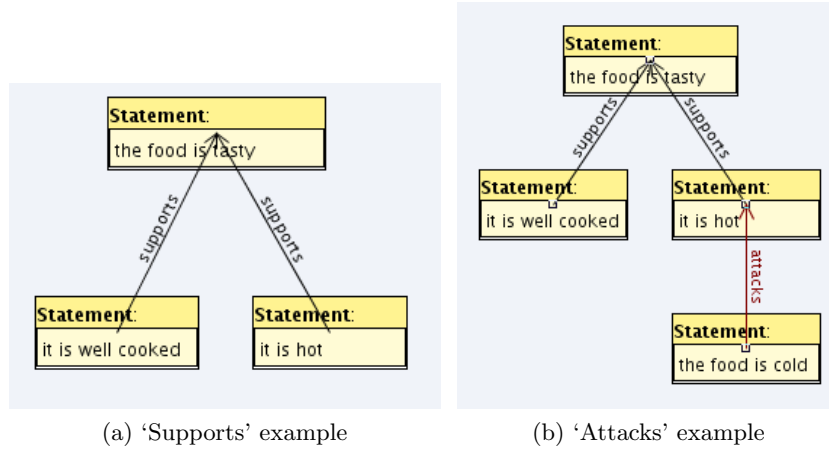 Statement:
the food is tasty
supports
supports
Statement:
it is well cooked
Statement:
it is hot
(a) ‘Supports’ example
Statement:
the food is tasty
supports
supports
Statement:
it is well cooked
Statement:
it is hot
attacks
Statement:
the food is cold
(b) ‘Attacks’ example